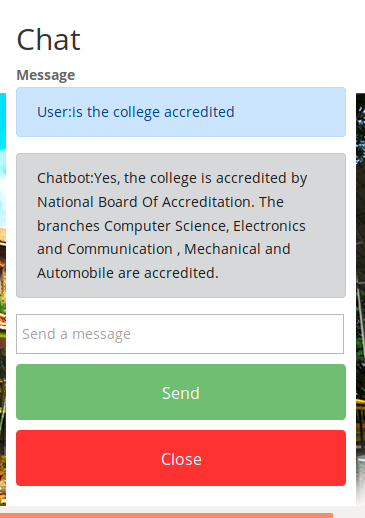 Chat
Message
User:is the college accredited
Chatbot:Yes, the college is accredited by
National Board Of Accreditation. The
branches Computer Science, Electronics
and Communication , Mechanical and
Automobile are accredited.
Send a message
Send
Close